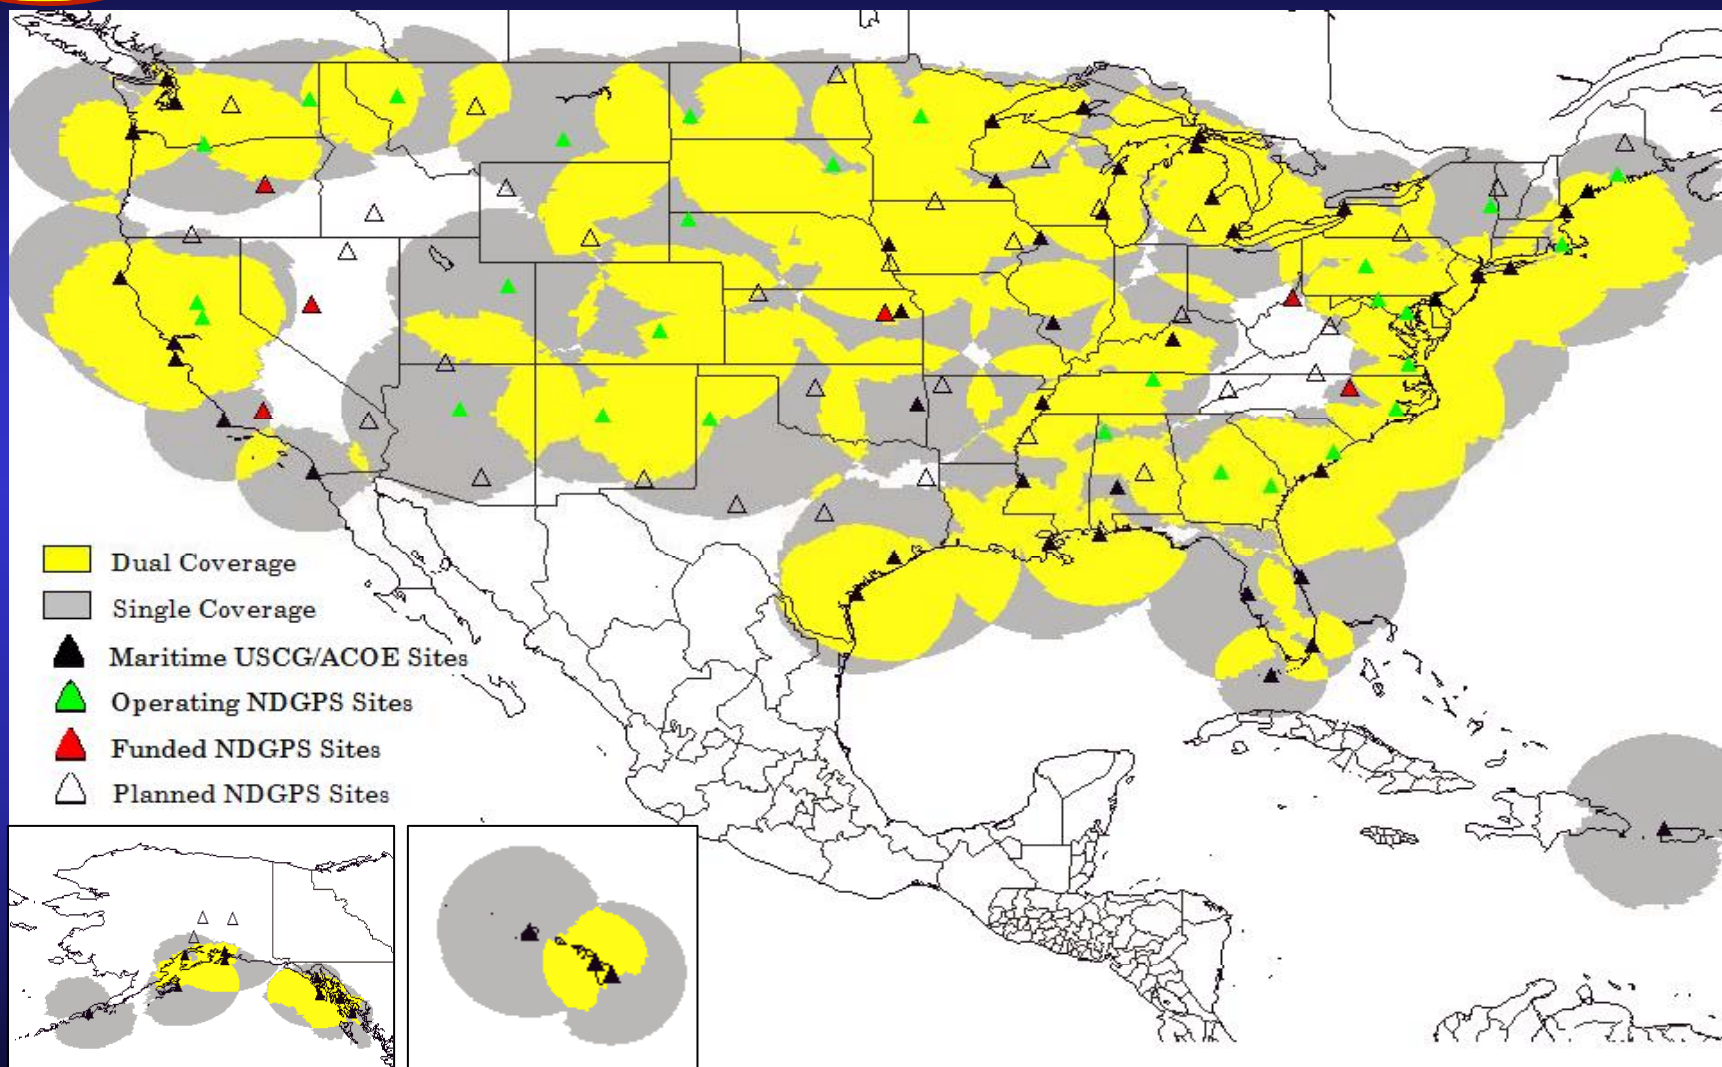 Dual Coverage
Single Coverage
Maritime USCG/ACOE Sites
Operating NDGPS Sites
Funded NDGPS Sites
Planned NDGPS Sites